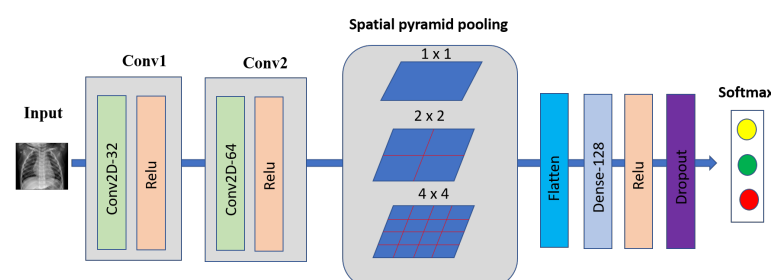 Spatial pyramid pooling
Conv1
Conv2
1 x 1
Input
Conv2D-32
Relu
Conv2D-64
Relu
2 x 2
4 x 4
Flatten
Dense-128
Relu
Dropout
Softmax